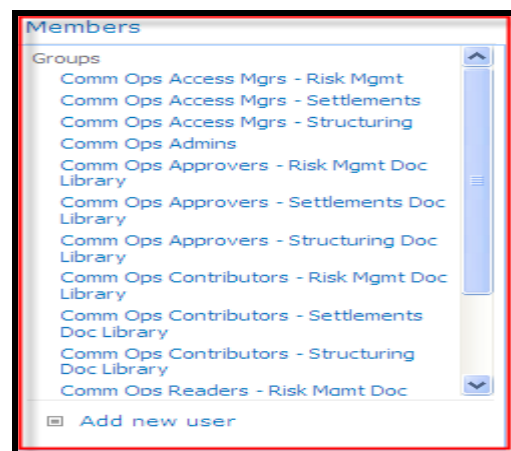 Members
Groups
Comm Ops Access Mgrs - Risk Mgmt
Comm Ops Access Mgrs - Settlements
Comm Ops Access Mgrs - Structuring
Comm Ops Admins
Comm Ops Approvers - Risk Mgmt Doc
Library
Comm Ops Approvers - Settlements Doc
Library
Comm Ops Approvers - Structuring Doc
Library
Comm Ops Contributors - Risk Mgmt Doc
Library
Comm Ops Contributors - Settlements
Doc Library
Comm Ops Contributors - Structuring
Doc Library
Comm Ops Readers - Risk Mgmt Doc
Add new user